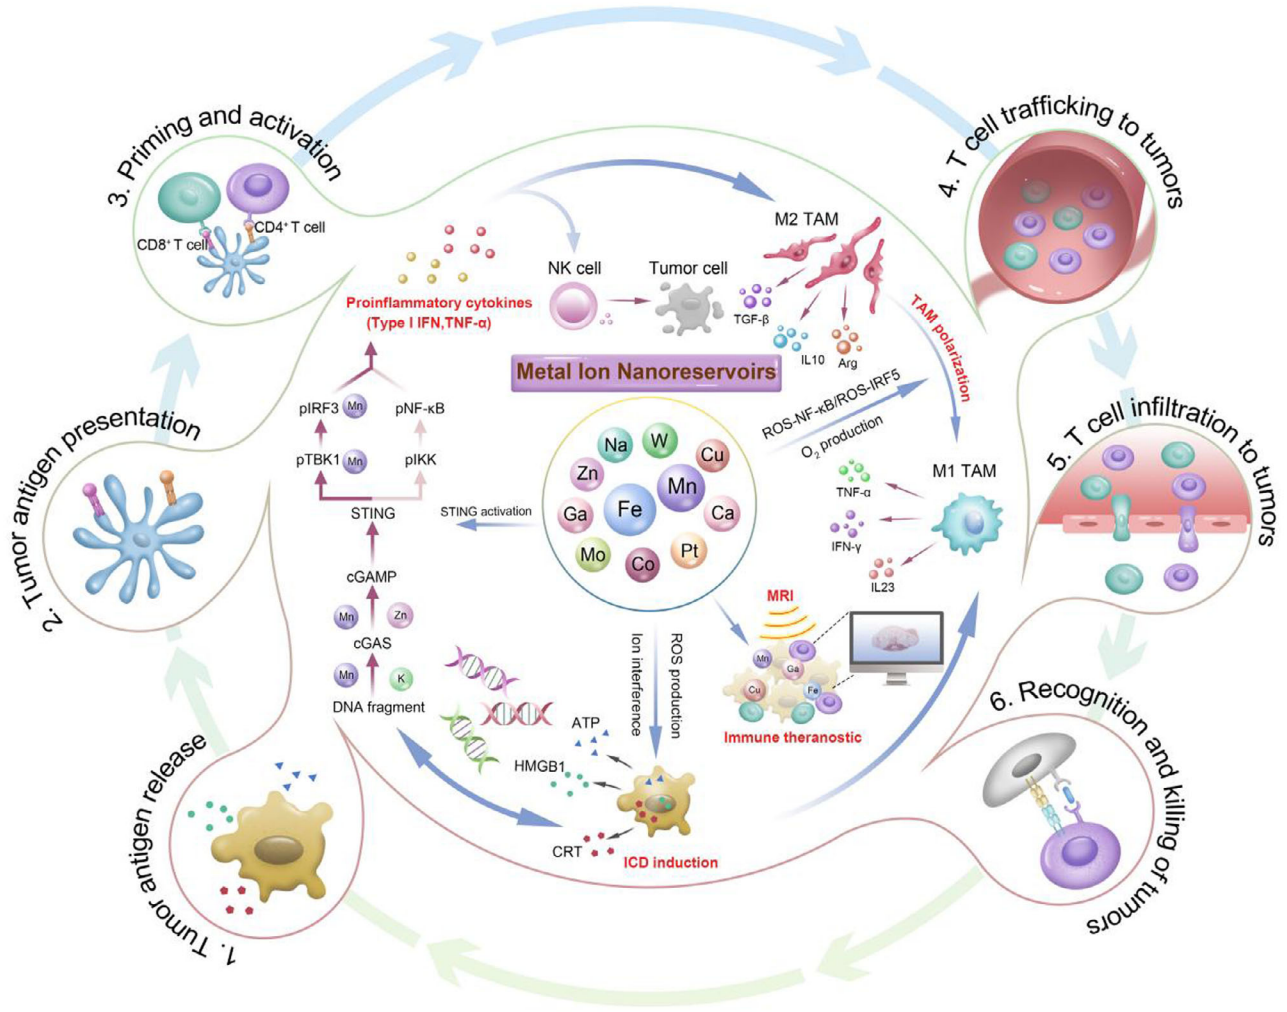 3. Priming and activation
CD8⁺ T cell
CD4⁺ T cell
4. T cell trafficking to tumors
M2 TAM
NK cell
Tumor cell
TGF-β
IL10
Arg
Proinflammatory cytokines
(Type I IFN,TNF-α)
TAM polarization
Metal Ion Nanoreservoirs
ROS-NF-κB/ROS-IRF5
O₂ production
pIRF3
Mn
pNF-κB
pTBK1
Mn
pIKK
STING
STING activation
Na
W
Cu
Zn
Mn
Fe
Ga
Ca
Mo
Co
Pt
M1 TAM
TNF-α
IFN-γ
IL23
2. Tumor antigen presentation
5. T cell infiltration to tumors
cGAMP
Mn
Zn
cGAS
Mn
K
DNA fragment
ROS production
Ion interference
MRI
Mn
Ga
Cu
Fe
Immune theranostic
ATP
HMGB1
CRT
ICD induction
1. Tumor antigen release
6. Recognition and killing of tumors